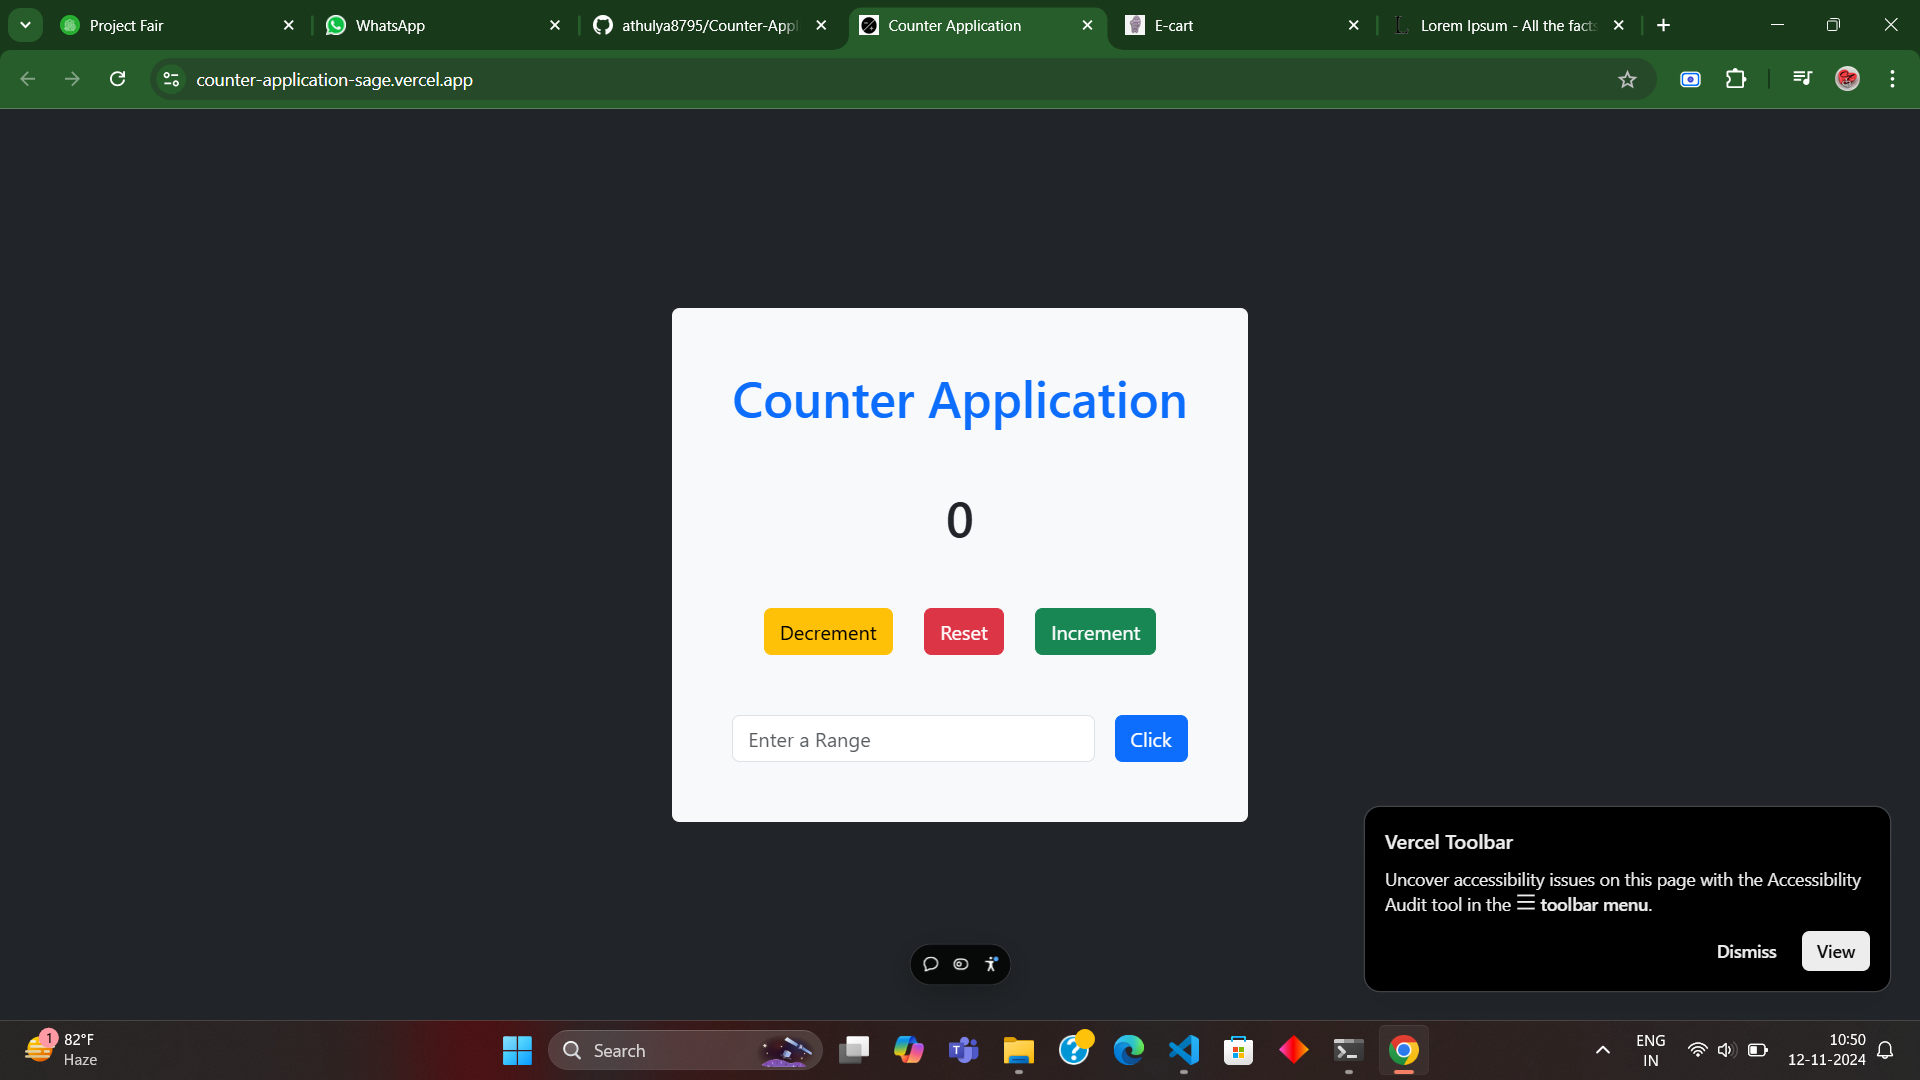 Project Fair
WhatsApp
athulya8795/Counter-Appl
Counter Application
E-cart
Lorem Ipsum - All the facts
counter-application-sage.vercel.app
Counter Application
0
Decrement
Reset
Increment
Enter a Range
Click
Vercel Toolbar
Uncover accessibility issues on this page with the Accessibility
Audit tool in the toolbar menu.
Dismiss
View
1
82°F
Haze
Search
ENG
IN
10:50
12-11-2024